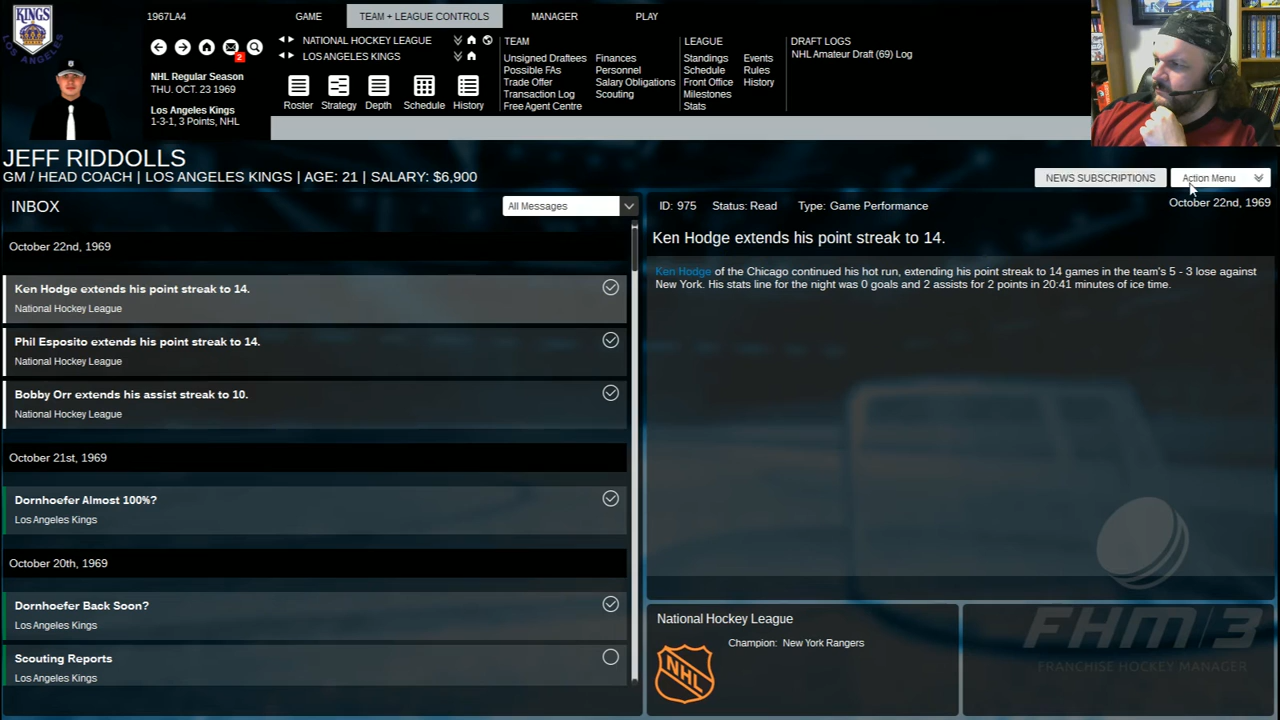 KINGS
LOS ANGELES
1967LA4
GAME
TEAM + LEAGUE CONTROLS
MANAGER
PLAY
2
NHL Regular Season
THU. OCT. 23 1969
Los Angeles Kings
1-3-1, 3 Points, NHL
NATIONAL HOCKEY LEAGUE
LOS ANGELES KINGS
Roster Strategy Depth Schedule History
TEAM
Unsigned Draftees Finances
Possible FAs Personnel
Trade Offer Salary Obligations
Transaction Log Scouting
Free Agent Centre
LEAGUE
Standings Events
Schedule Rules
Front Office History
Milestones
Stats
DRAFT LOGS
NHL Amateur Draft (69) Log
JEFF RIDDOLLS
GM / HEAD COACH | LOS ANGELES KINGS | AGE: 21 | SALARY: $6,900
NEWS SUBSCRIPTIONS
Action Menu
INBOX
All Messages
October 22nd, 1969
Ken Hodge extends his point streak to 14.
National Hockey League
Phil Esposito extends his point streak to 14.
National Hockey League
Bobby Orr extends his assist streak to 10.
National Hockey League
October 21st, 1969
Dornhoefer Almost 100%?
Los Angeles Kings
October 20th, 1969
Dornhoefer Back Soon?
Los Angeles Kings
Scouting Reports
Los Angeles Kings
ID: 975 Status: Read Type: Game Performance
October 22nd, 1969
Ken Hodge extends his point streak to 14.
Ken Hodge of the Chicago continued his hot run, extending his point streak to 14 games in the team's 5 - 3 lose against
New York. His stats line for the night was 0 goals and 2 assists for 2 points in 20:41 minutes of ice time.
National Hockey League
Champion: New York Rangers
NHL
FHM|3
FRANCHISE HOCKEY MANAGER